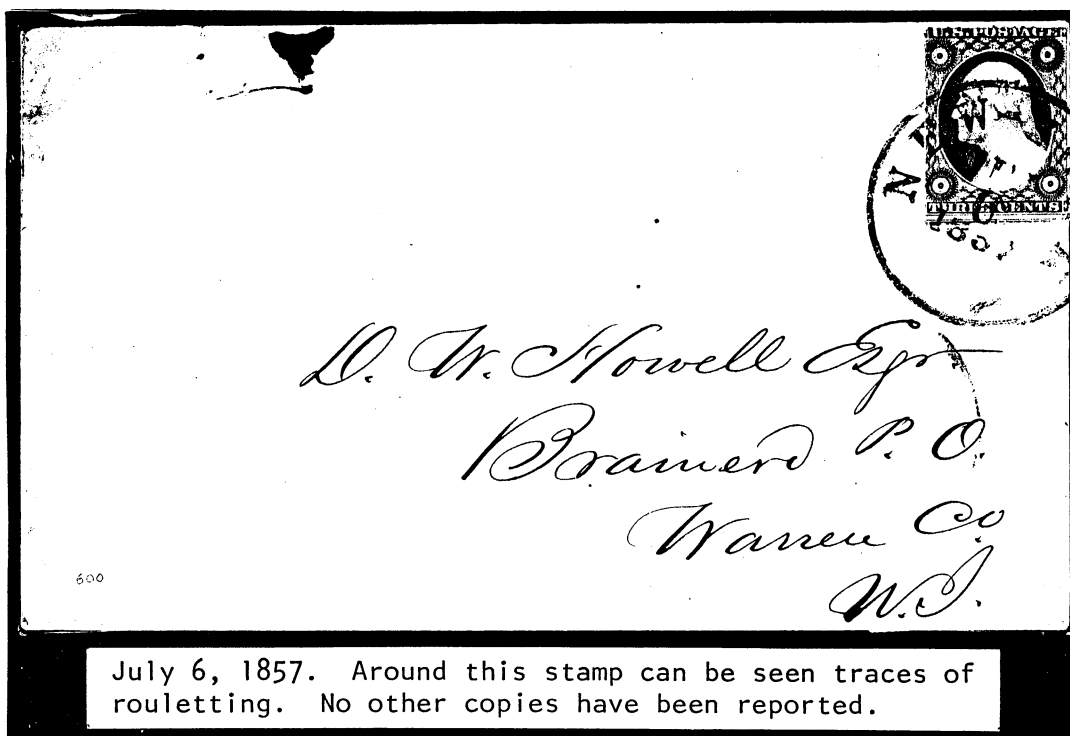 U.S. POSTAGE
THREE CENTS
NEW
D. W. Howell Esqr
Brainerd P. O.
Warren Co
N. J.
600
July 6, 1857. Around this stamp can be seen traces of
rouletting. No other copies have been reported.